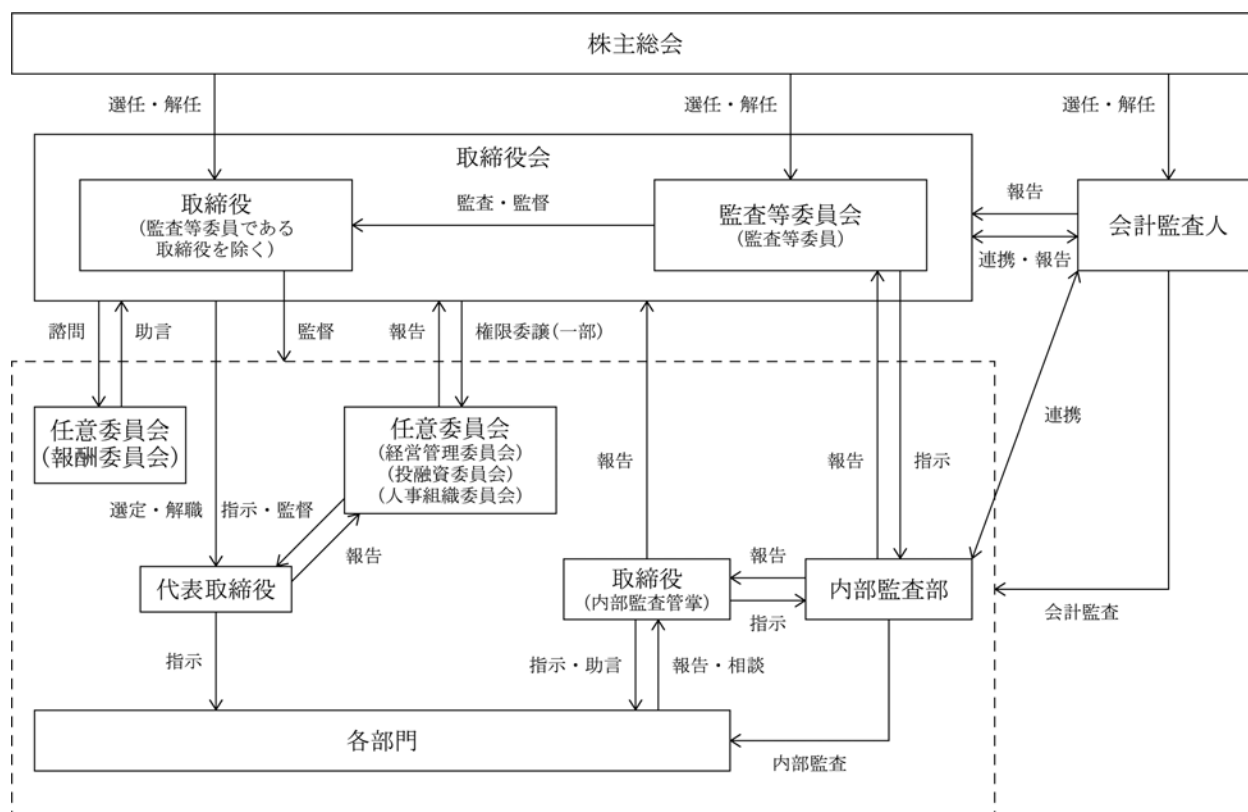 株主総会
選任・解任
選任・解任
選任・解任
取締役会
取締役
(監査等委員である
取締役を除く)
監査・監督
監査等委員会
(監査等委員)
報告
連携・報告
会計監査人
諮問
助言
監督
報告
権限委譲(一部)
任意委員会
(報酬委員会)
任意委員会
(経営管理委員会)
(投融資委員会)
(人事組織委員会)
報告
報告
指示
連携
選定・解職
指示・監督
報告
代表取締役
取締役
(内部監査管掌)
報告
指示
内部監査部
会計監査
指示
指示・助言
報告・相談
各部門
内部監査